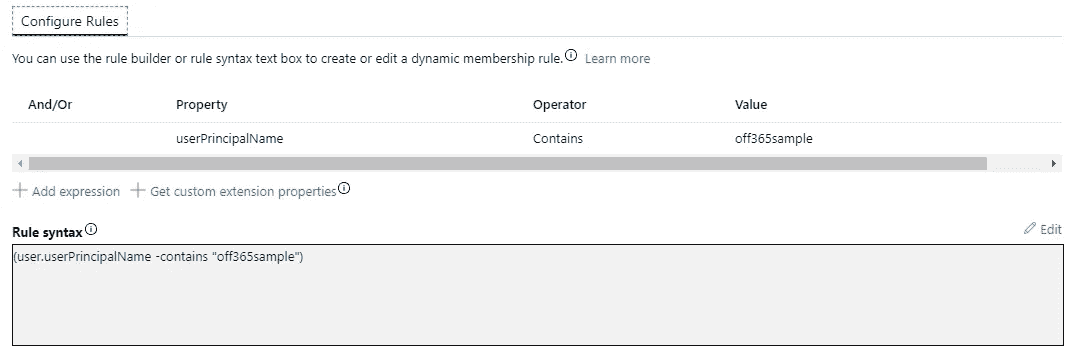 Configure Rules
You can use the rule builder or rule syntax text box to create or edit a dynamic membership rule. Learn more
And/Or Property Operator Value
userPrincipalName Contains off365sample
+ Add expression + Get custom extension properties
Rule syntax Edit
(user.userPrincipalName -contains "off365sample")